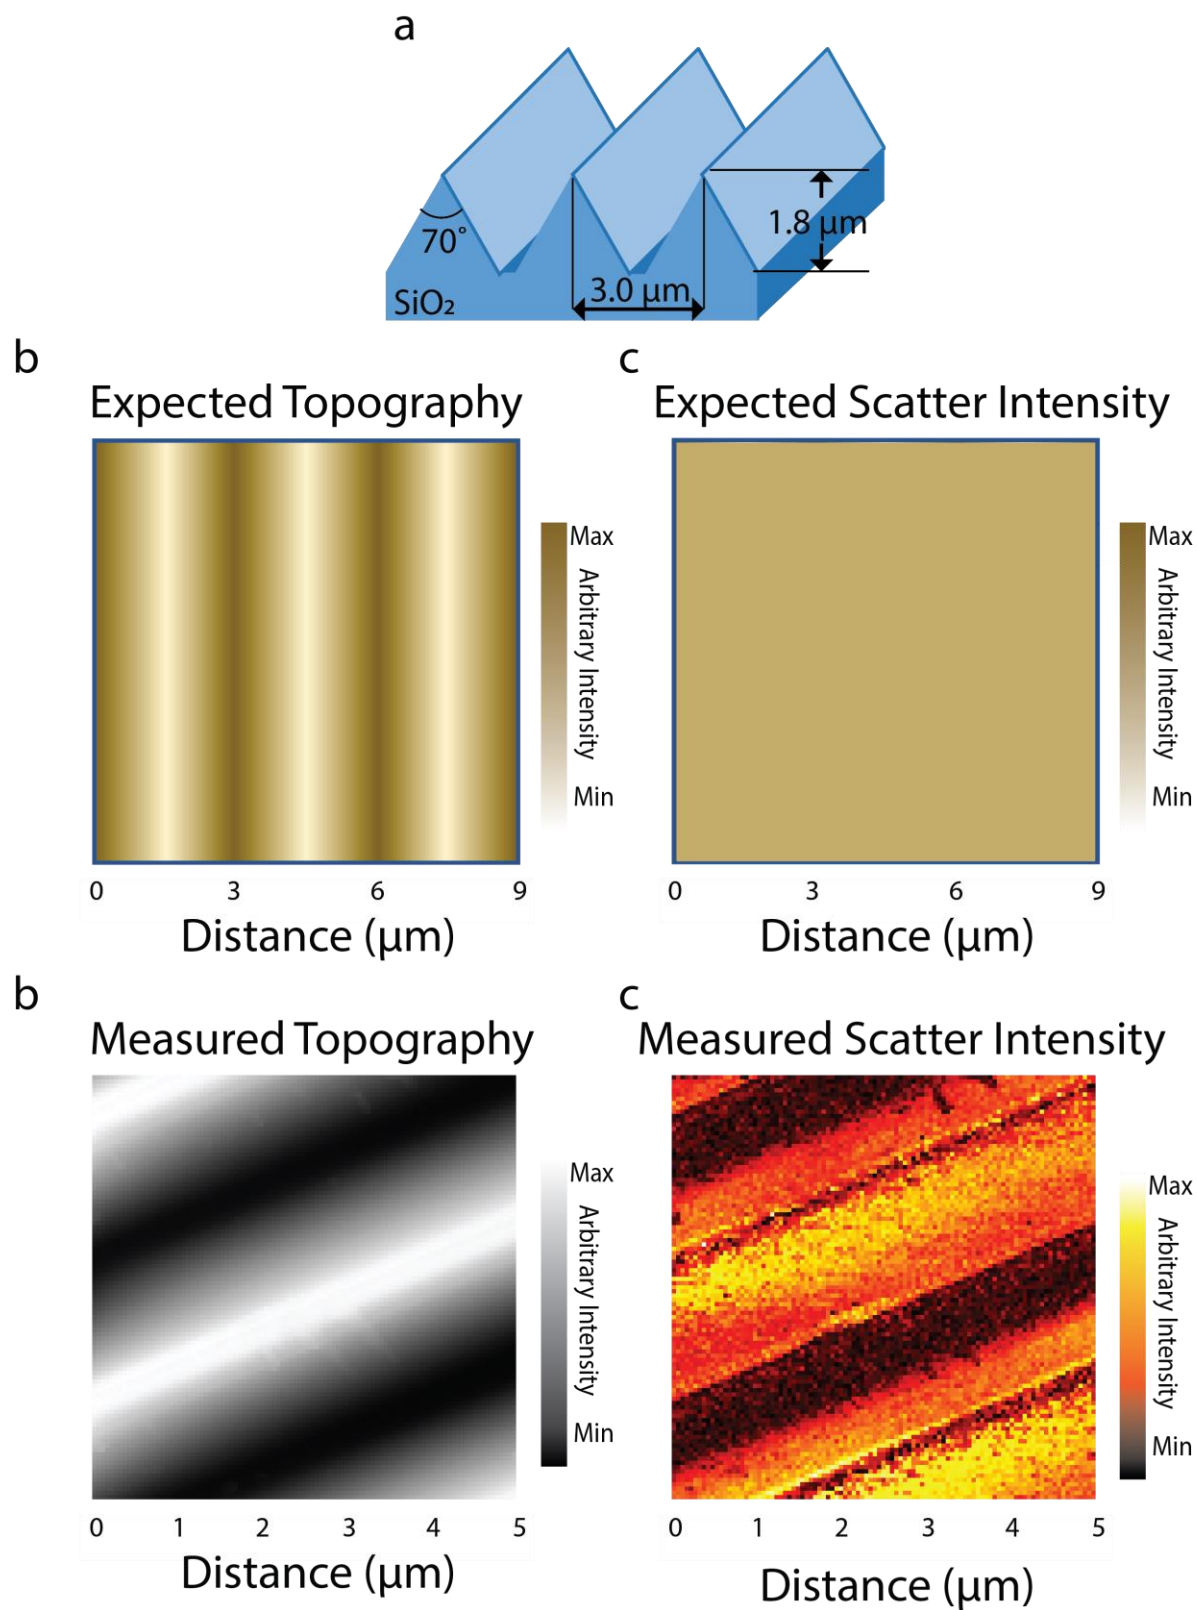 a
70°
1.8 µm
3.0 µm
SiO₂
b
Expected Topography
Max
Arbitrary Intensity
Min
0 3 6 9
Distance (µm)
c
Expected Scatter Intensity
Max
Arbitrary Intensity
Min
0 3 6 9
Distance (µm)
b
Measured Topography
Max
Arbitrary Intensity
Min
0 1 2 3 4 5
Distance (µm)
c
Measured Scatter Intensity
Max
Arbitrary Intensity
Min
0 1 2 3 4 5
Distance (µm)